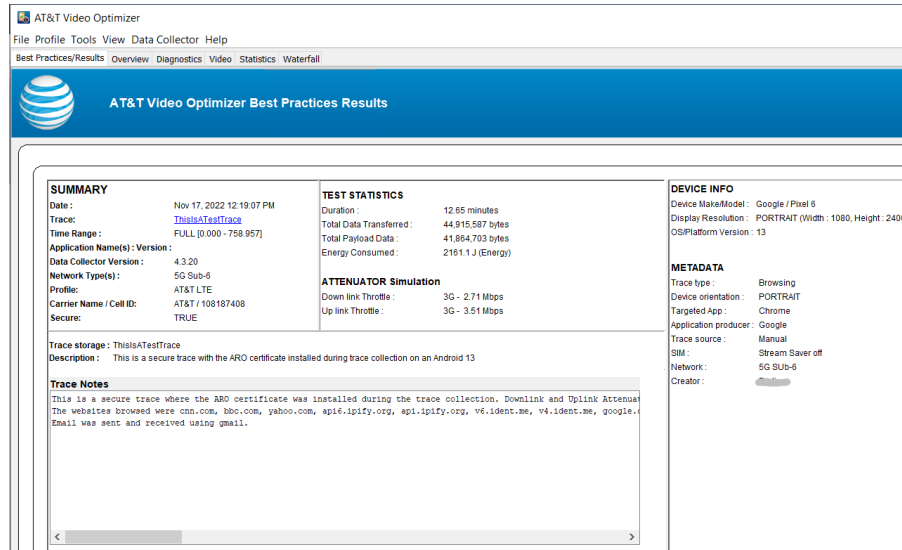 AT&T Video Optimizer
File Profile Tools View Data Collector Help
Best Practices/Results Overview Diagnostics Video Statistics Waterfall
AT&T Video Optimizer Best Practices Results
SUMMARY
Date : Nov 17, 2022 12:19:07 PM
Trace: ThisIsATestTrace
Time Range : FULL [0.000 - 758.957]
Application Name(s) : Version :
Data Collector Version : 4.3.20
Network Type(s) : 5G Sub-6
Profile: AT&T LTE
Carrier Name / Cell ID: AT&T / 108187408
Secure: TRUE
TEST STATISTICS
Duration : 12.65 minutes
Total Data Transferred : 44,915,587 bytes
Total Payload Data : 41,864,703 bytes
Energy Consumed : 2161.1 J (Energy)
ATTENUATOR Simulation
Down link Throttle : 3G - 2.71 Mbps
Up link Throttle : 3G - 3.51 Mbps
DEVICE INFO
Device Make/Model : Google / Pixel 6
Display Resolution : PORTRAIT (Width : 1080, Height : 240
OS/Platform Version : 13
METADATA
Trace type : Browsing
Device orientation : PORTRAIT
Targeted App : Chrome
Application producer : Google
Trace source : Manual
SIM : Stream Saver off
Network : 5G SUb-6
Creator :
Trace storage : ThisIsATestTrace
Description : This is a secure trace with the ARO certificate installed during trace collection on an Android 13
Trace Notes
This is a secure trace where the ARO certificate was installed during the trace collection. Downlink and Uplink Attenuat
The websites browsed were cnn.com, bbc.com, yahoo.com, api6.ipify.org, api.ipify.org, v6.ident.me, v4.ident.me, google.c
Email was sent and received using gmail.